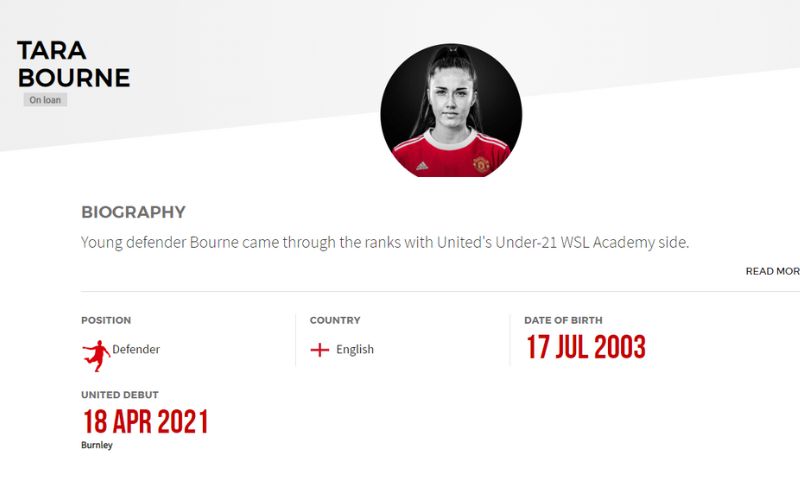 TARA
BOURNE
On loan
BIOGRAPHY
Young defender Bourne came through the ranks with United's Under-21 WSL Academy side.
READ MOR
POSITION
Defender
COUNTRY
English
DATE OF BIRTH
17 JUL 2003
UNITED DEBUT
18 APR 2021
Burnley